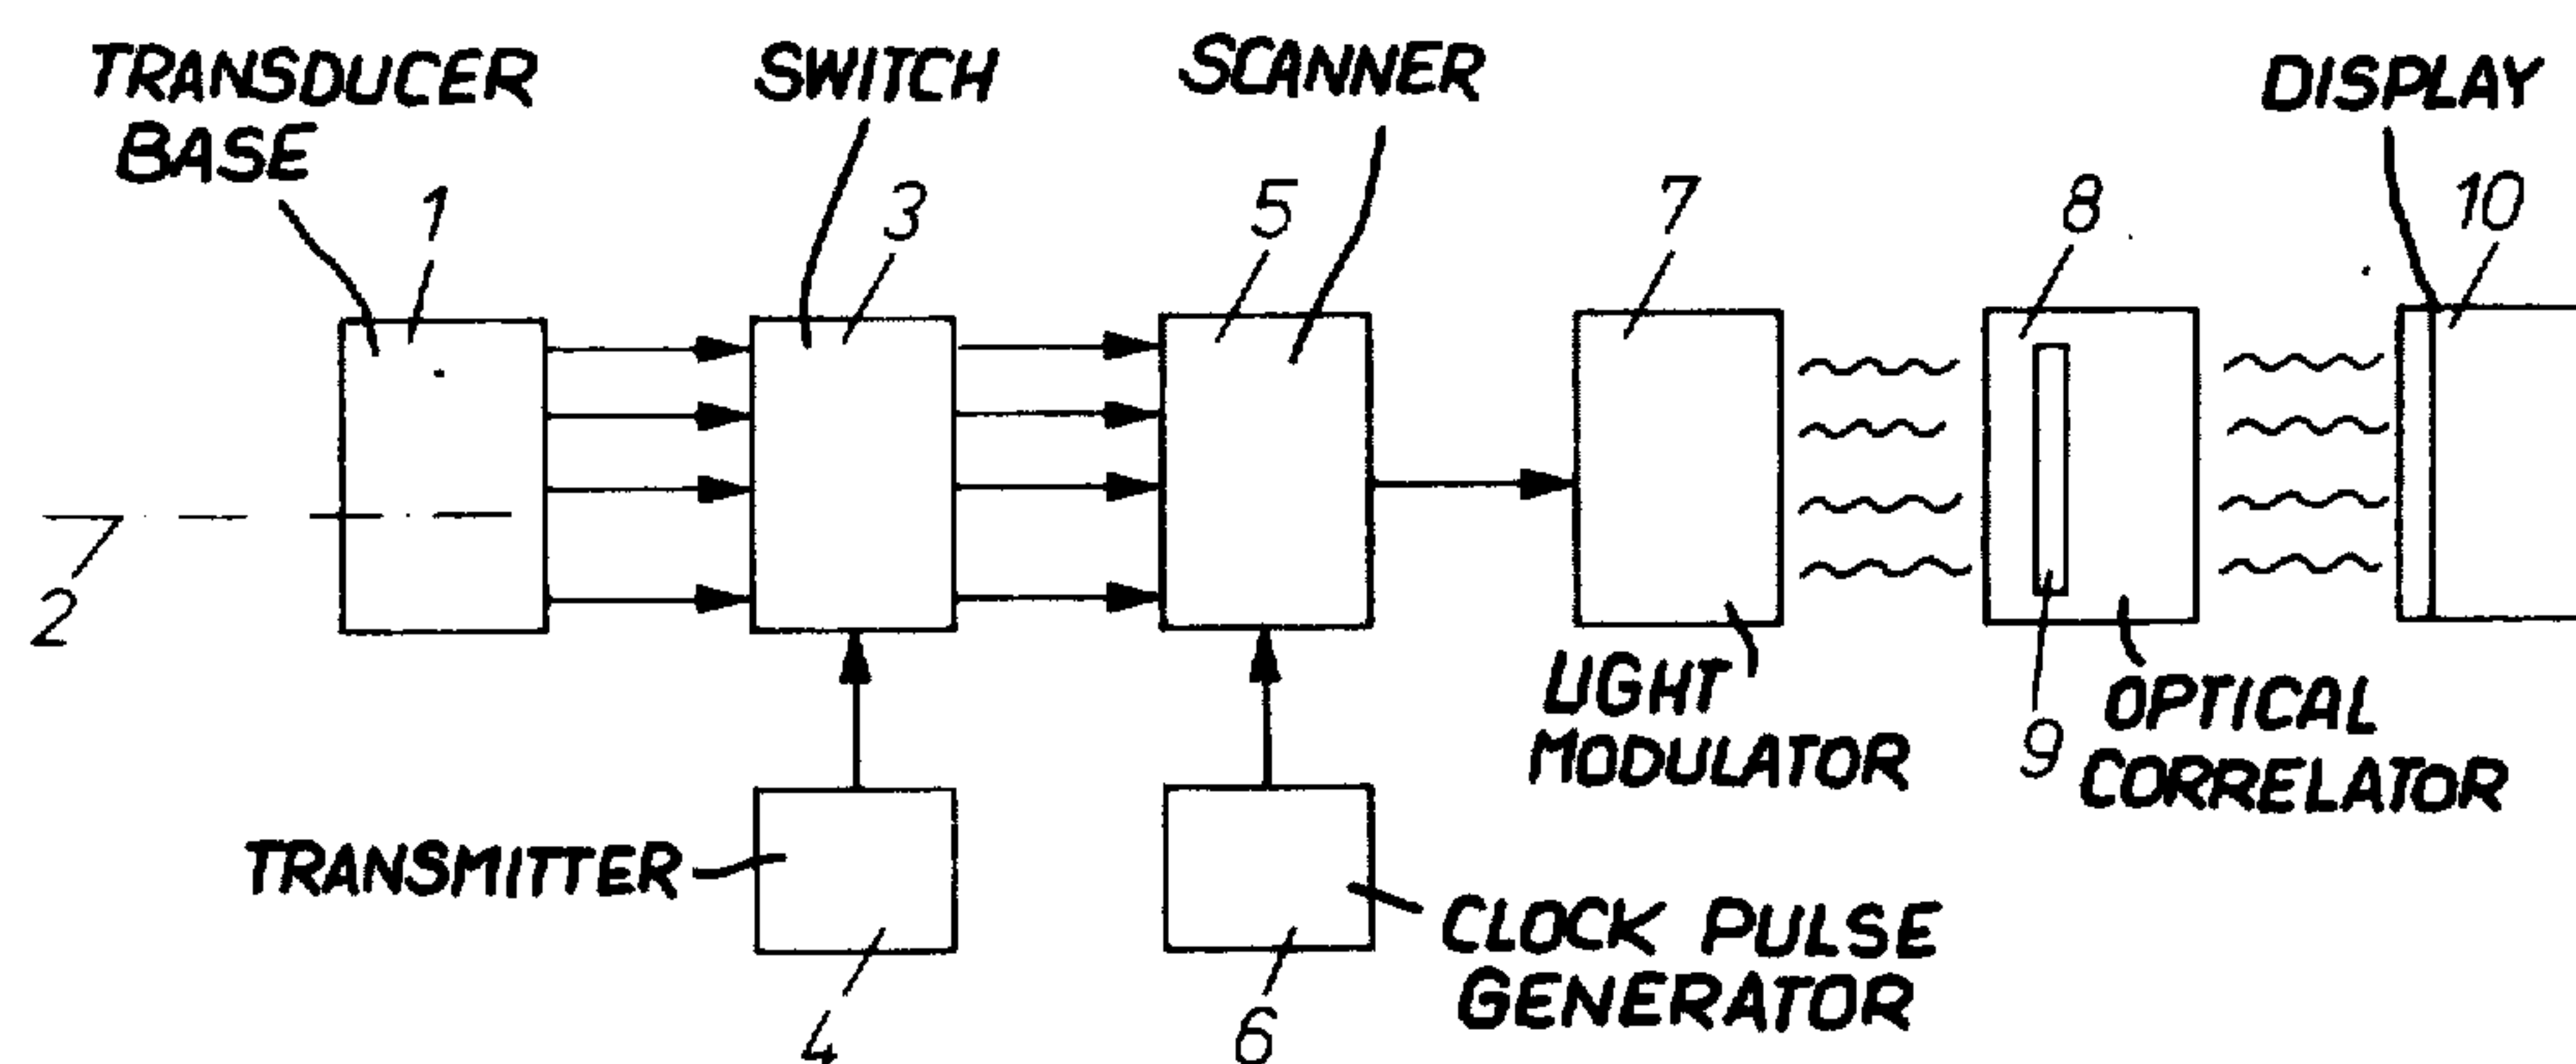 TRANSDUCER
BASE
SWITCH
SCANNER
DISPLAY
1
3
5
7
8
10
2
LIGHT
MODULATOR
9
OPTICAL
CORRELATOR
TRANSMITTER
CLOCK PULSE
GENERATOR
4
6